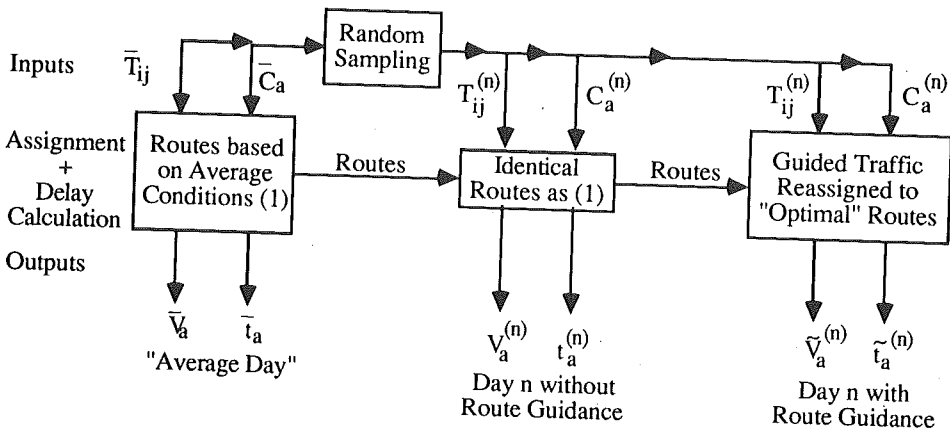 Random
Sampling
Inputs
T̄ij
C̄a
Tij(n)
Ca(n)
Tij(n)
Ca(n)
Assignment
+
Delay
Calculation
Routes based
on Average
Conditions (1)
Routes
Identical
Routes as (1)
Routes
Guided Traffic
Reassigned to
"Optimal" Routes
Outputs
V̄a
t̄a
"Average Day"
Va(n)
ta(n)
Day n without
Route Guidance
Ṽa(n)
t̃a(n)
Day n with
Route Guidance